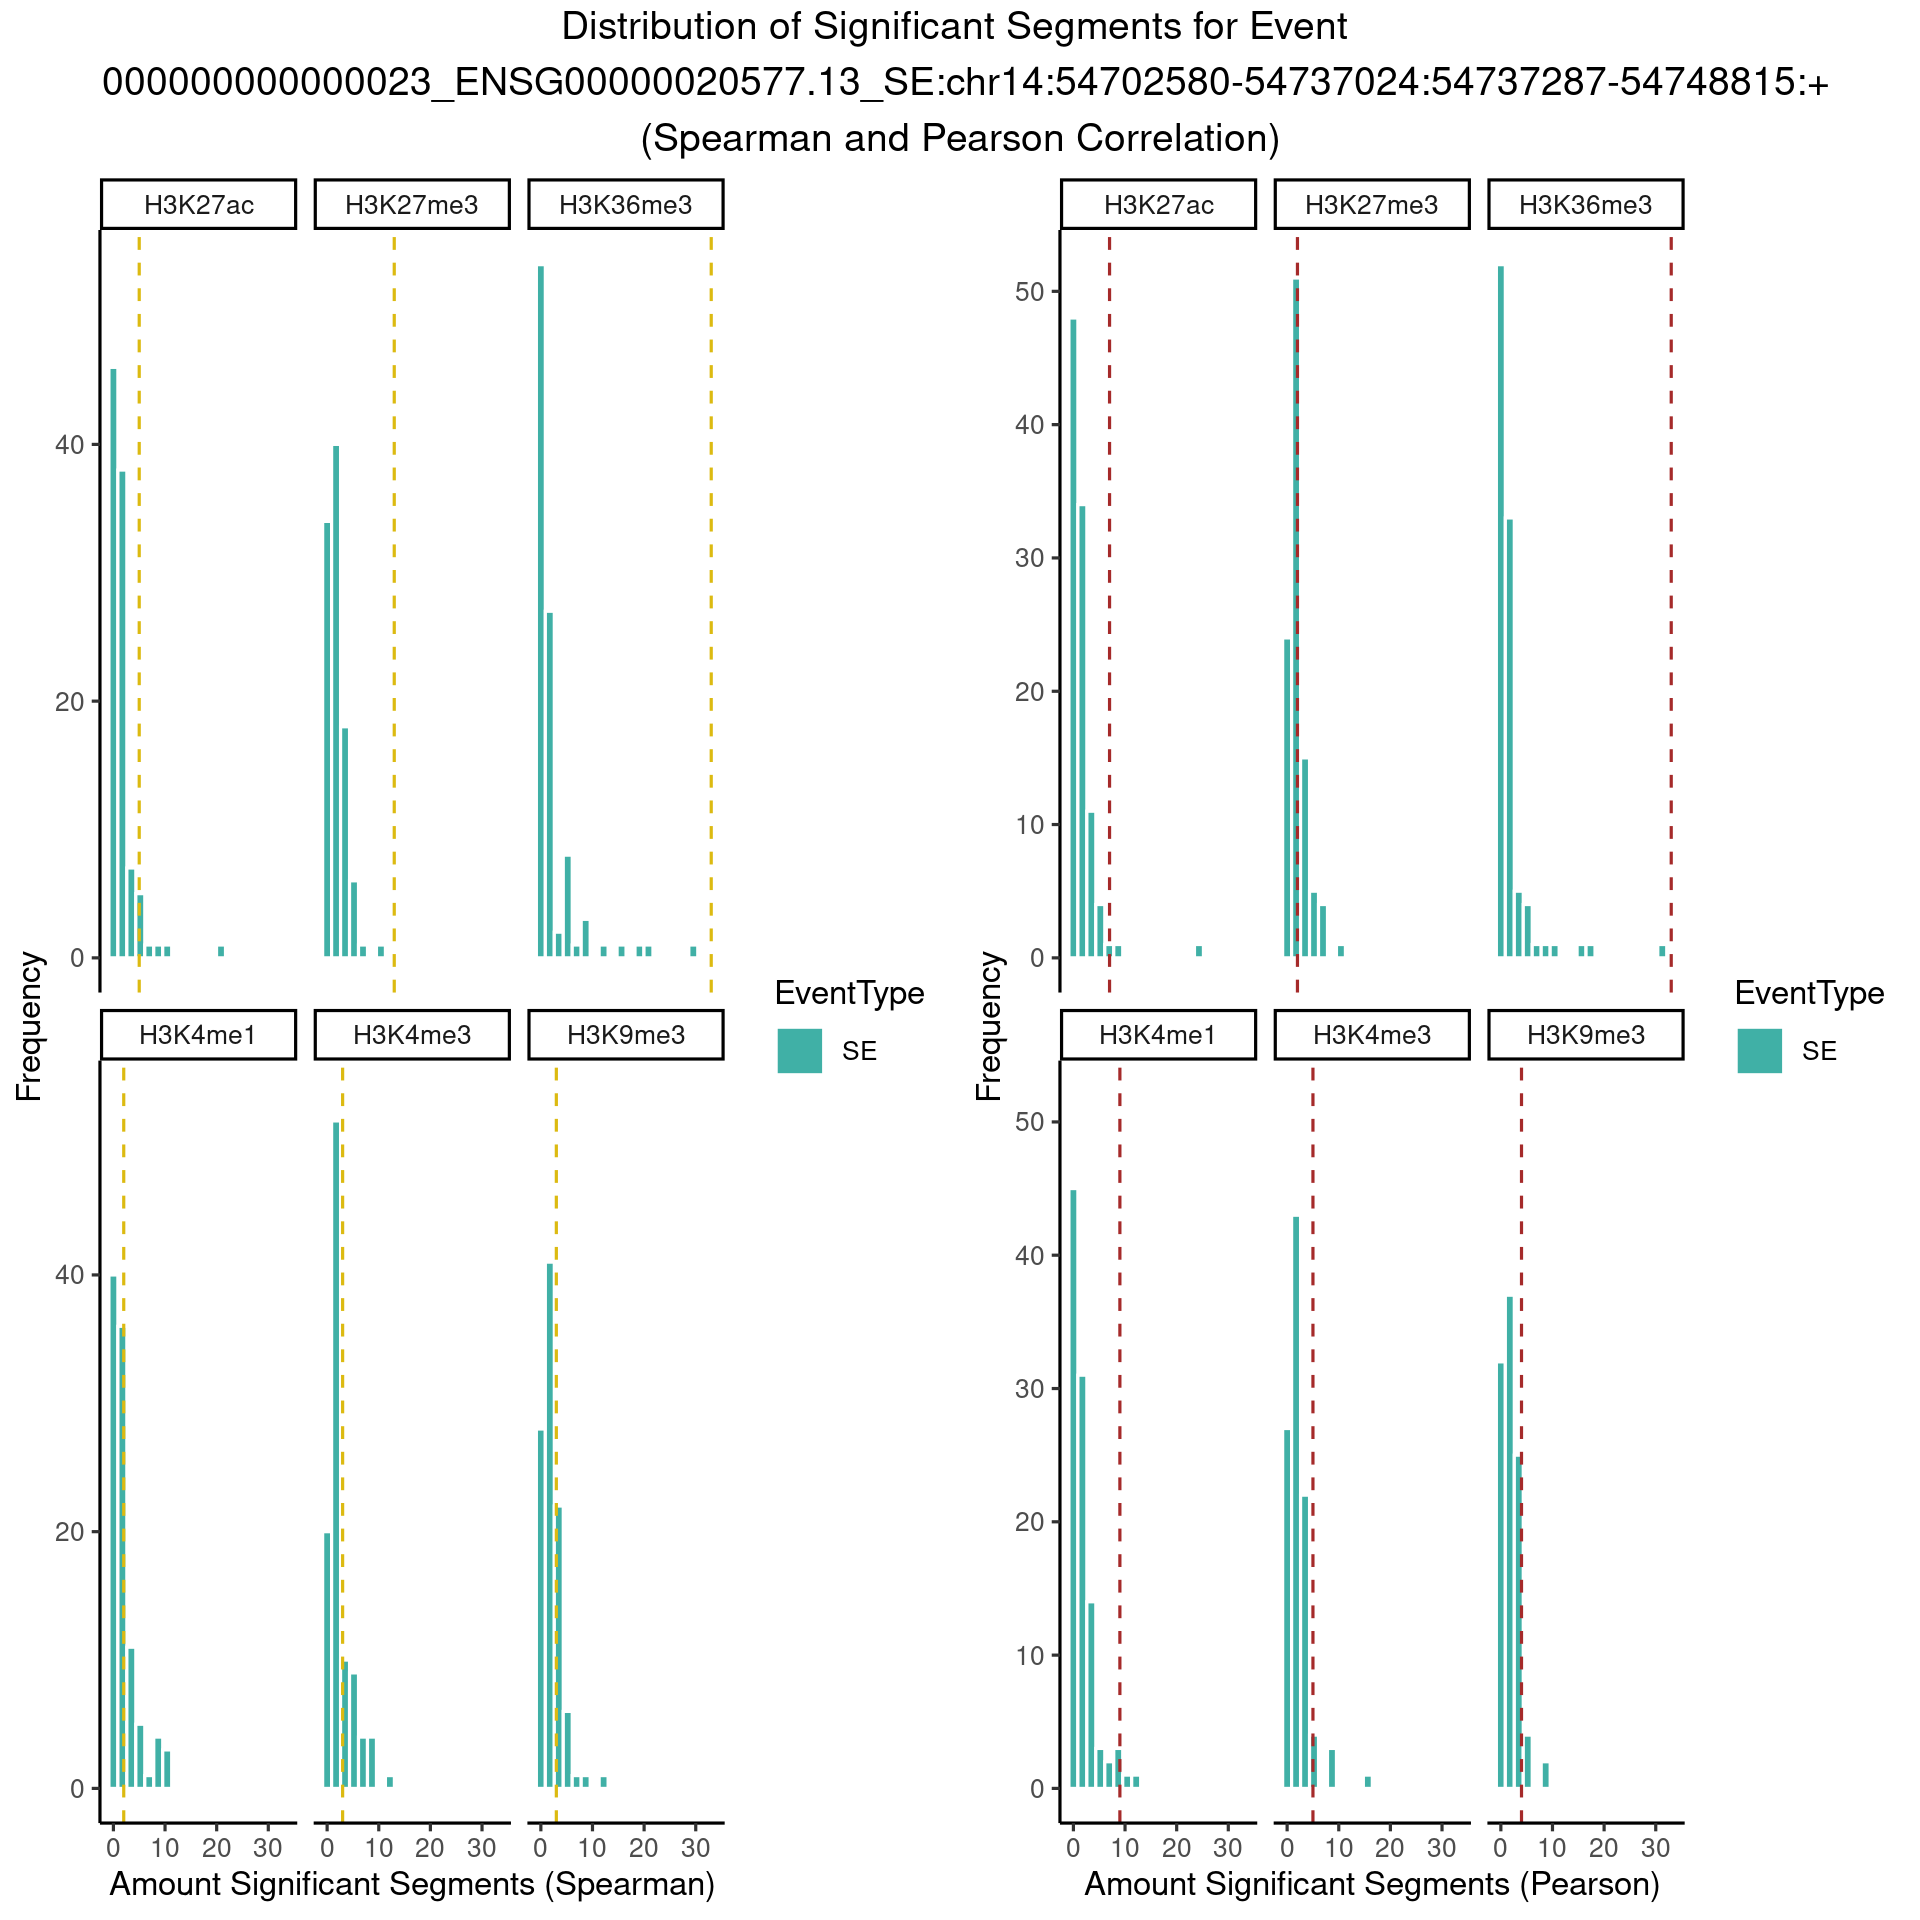 Distribution of Significant Segments for Event
000000000000023_ENSG00000020577.13_SE:chr14:54702580-54737024:54737287-54748815:+
(Spearman and Pearson Correlation)
H3K27ac
H3K27me3
H3K36me3
40
20
0
H3K4me1
H3K4me3
H3K9me3
40
20
0
0 10 20 30
0 10 20 30
0 10 20 30
Frequency
Amount Significant Segments (Spearman)
EventType
SE
H3K27ac
H3K27me3
H3K36me3
50
40
30
20
10
0
H3K4me1
H3K4me3
H3K9me3
50
40
30
20
10
0
0 10 20 30
0 10 20 30
0 10 20 30
Frequency
Amount Significant Segments (Pearson)
EventType
SE